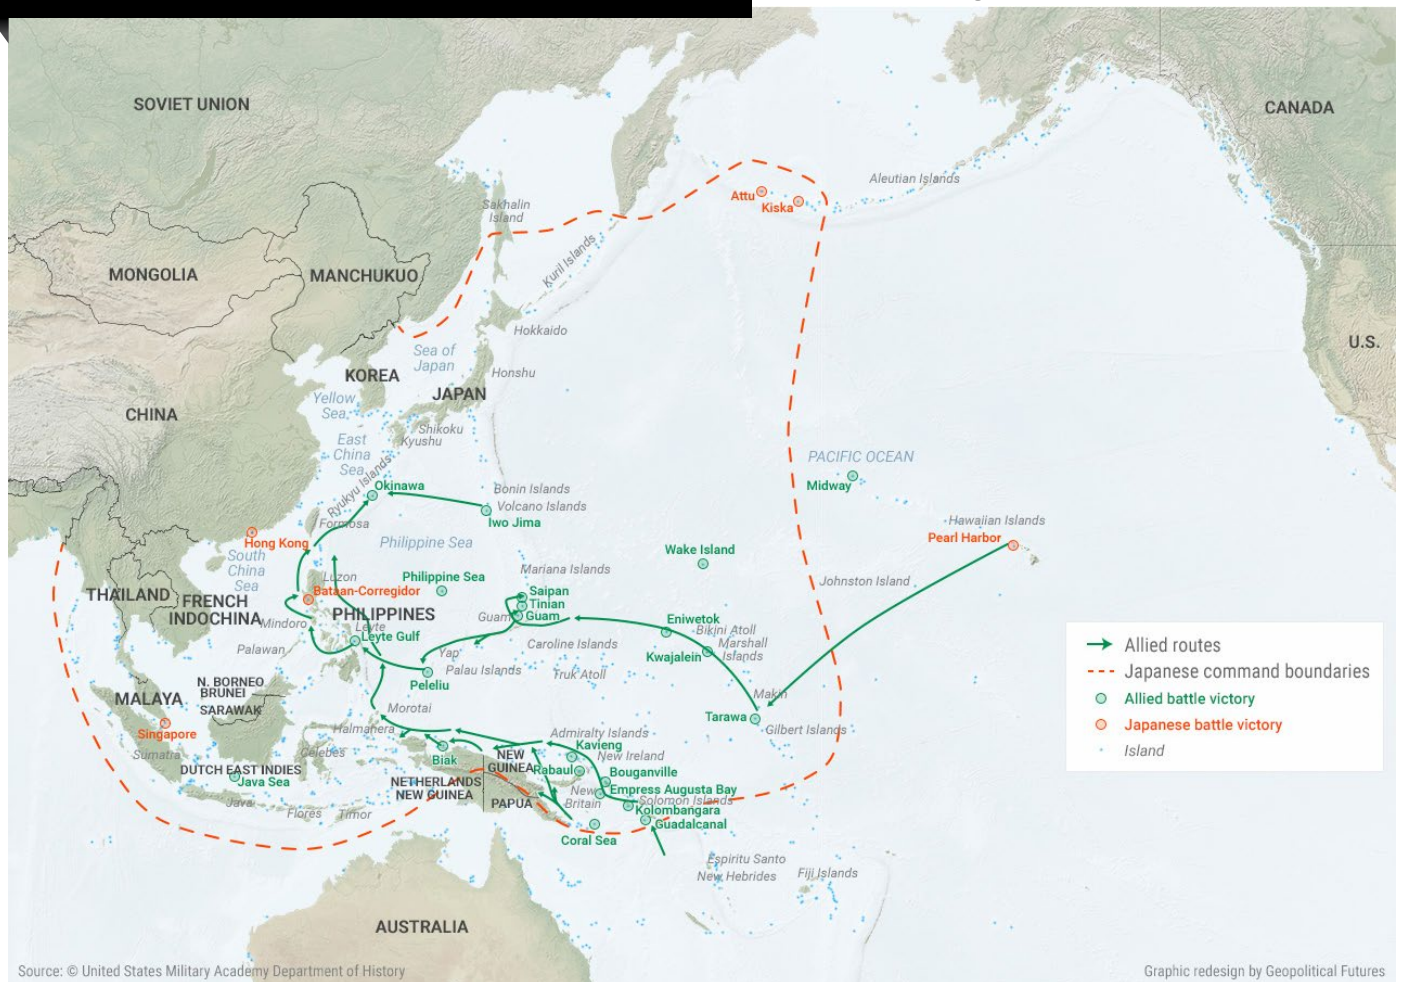 SOVIET UNION
CANADA
Aleutian Islands
Attu
Kiska
Sakhalin
Island
Kuril Islands
MONGOLIA
MANCHUKUO
Hokkaido
U.S.
Sea of
Japan
KOREA
Honshu
JAPAN
Yellow
Sea
CHINA
Shikoku
Kyushu
East
China
Sea
PACIFIC OCEAN
Midway
Ryukyu Islands
Okinawa
Bonin Islands
Volcano Islands
Iwo Jima
Formosa
Hawaiian Islands
Pearl Harbor
Hong Kong
Philippine Sea
South
China
Sea
Wake Island
Mariana Islands
Johnston Island
Luzon
Philippine Sea
Bataan-Corregidor
Saipan
Tinian
Guam
Guam
THAILAND
FRENCH
INDOCHINA
PHILIPPINES
Mindoro
Leyte
Leyte Gulf
Eniwetok
Bikini Atoll
Marshall
Islands
Kwajalein
Caroline Islands
Palawan
Yap
Palau Islands
Truk Atoll
Peleliu
N. BORNEO
BRUNEI
SARAWAK
MALAYA
Singapore
Makin
Tarawa
Gilbert Islands
Morotai
Halmahera
Admiralty Islands
Kavieng
New Ireland
Sumatra
Celebes
Biak
NEW
GUINEA
Rabaul
Bouganville
DUTCH EAST INDIES
Java Sea
NETHERLANDS
NEW GUINEA
New
Britain
Empress Augusta Bay
Solomon Islands
PAPUA
Java
Flores
Timor
Kolombangara
Guadalcanal
Coral Sea
Espiritu Santo
New Hebrides
Fiji Islands
AUSTRALIA
Allied routes
Japanese command boundaries
Allied battle victory
Japanese battle victory
Island
Source: © United States Military Academy Department of History
Graphic redesign by Geopolitical Futures